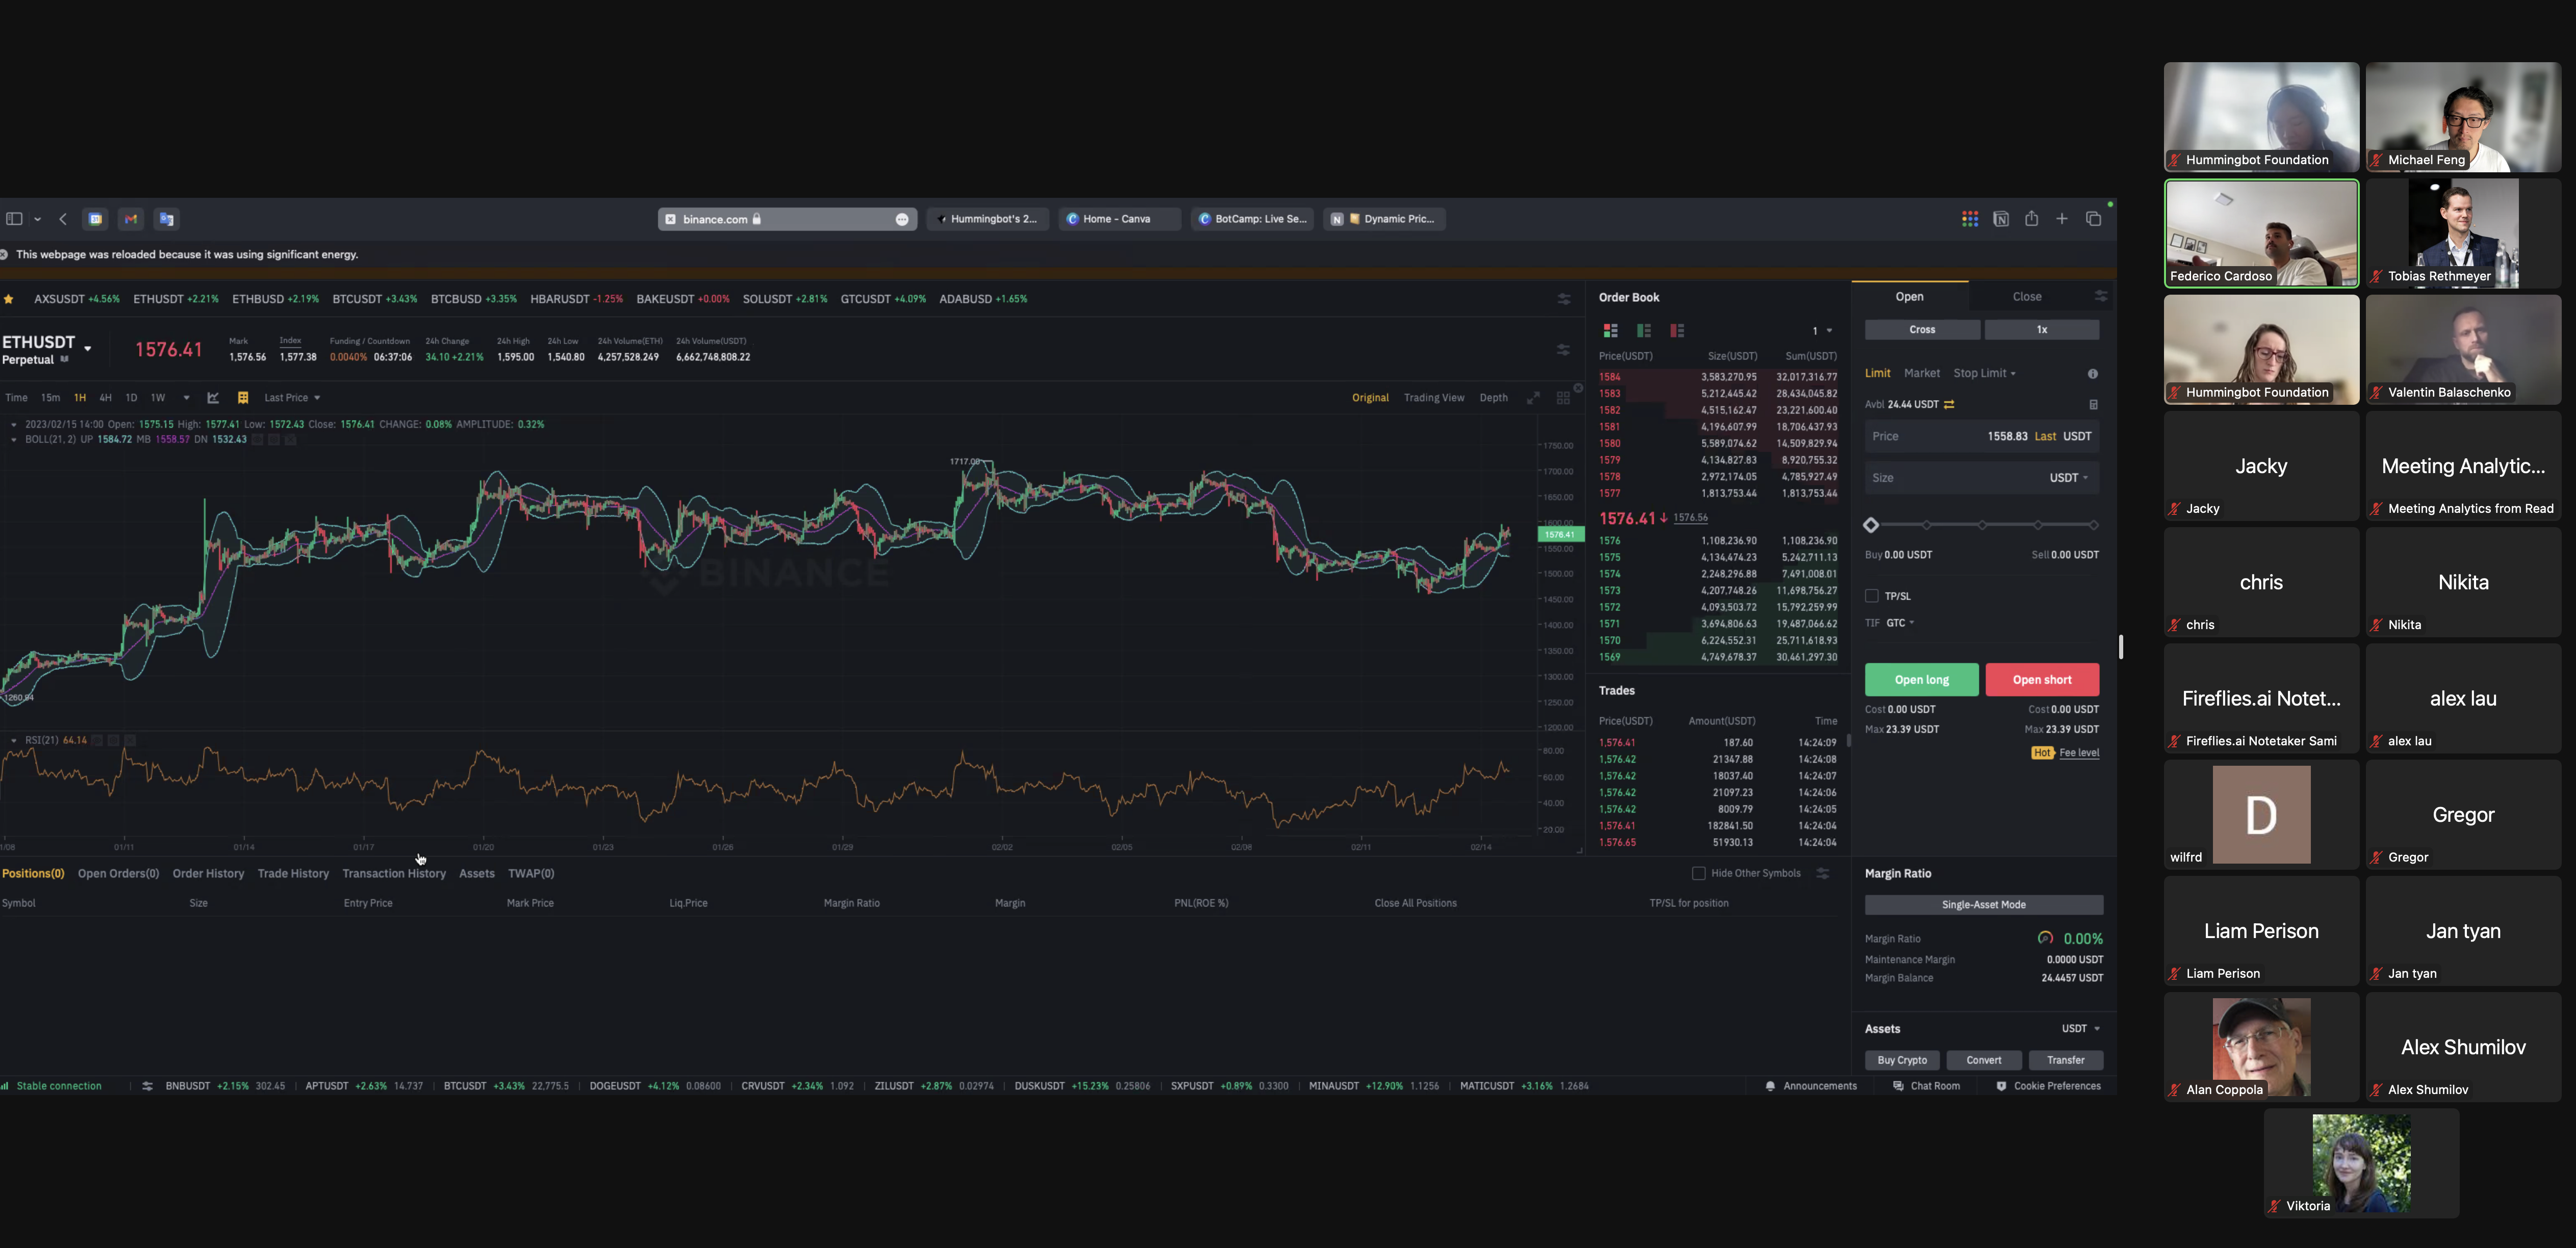 binance.com
Hummingbot's 2...
Home - Canva
BotCamp: Live Se...
Dynamic Pric...
This webpage was reloaded because it was using significant energy.
AXSUSDT +4.56% ETHUSDT +2.21% ETHBUSD +2.19% BTCUSDT +3.43% BTCBUSD +3.35% HBARUSDT -1.25% BAKEUSDT +0.00% SOLUSDT +2.81% GTCUSDT +4.09% ADABUSD +1.65%
ETHUSDT
Perpetual
1576.41
Mark Index Funding / Countdown 24h Change 24h High 24h Low 24h Volume(ETH) 24h Volume(USDT)
1,576.56 1,577.38 0.0040% 06:37:06 34.10 +2.21% 1,595.00 1,540.80 4,257,528.249 6,662,748,808.22
Time 15m 1H 4H 1D 1W Last Price
Original Trading View Depth
2023/02/15 14:00 Open: 1575.15 High: 1577.41 Low: 1572.43 Close: 1576.41 CHANGE: 0.08% AMPLITUDE: 0.32%
BOLL(21, 2) UP 1584.72 MB 1558.57 DN 1532.43
1717.00
1260.94
BINANCE
1750.00
1700.00
1650.00
1600.00
1576.41
1550.00
1500.00
1450.00
1400.00
1350.00
1300.00
1250.00
1200.00
RSI(21) 64.14
80.00
60.00
40.00
20.00
1/08 01/11 01/14 01/17 01/20 01/23 01/26 01/29 02/02 02/05 02/08 02/11 02/14
Order Book
1
Price(USDT) Size(USDT) Sum(USDT)
1584 3,583,270.95 32,017,316.77
1583 5,212,445.42 28,434,045.82
1582 4,515,162.47 23,221,600.40
1581 4,196,607.99 18,706,437.93
1580 5,589,074.62 14,509,829.94
1579 4,134,827.83 8,920,755.32
1578 2,972,174.05 4,785,927.49
1577 1,813,753.44 1,813,753.44
1576.41 1576.56
1576 1,108,236.90 1,108,236.90
1575 4,134,474.23 5,242,711.13
1574 2,248,296.88 7,491,008.01
1573 4,207,748.26 11,698,756.27
1572 4,093,503.72 15,792,259.99
1571 3,694,806.63 19,487,066.62
1570 6,224,552.31 25,711,618.93
1569 4,749,678.37 30,461,297.30
Trades
Price(USDT) Amount(USDT) Time
1,576.41 187.60 14:24:09
1,576.42 21347.88 14:24:08
1,576.42 18037.40 14:24:07
1,576.42 21097.23 14:24:06
1,576.42 8009.79 14:24:05
1,576.41 182841.50 14:24:04
1,576.65 51930.13 14:24:04
Open Close
Cross 1x
Limit Market Stop Limit
Avbl 24.44 USDT
Price 1558.83 Last USDT
Size USDT
Buy 0.00 USDT Sell 0.00 USDT
TP/SL
TIF GTC
Open long Open short
Cost 0.00 USDT Cost 0.00 USDT
Max 23.39 USDT Max 23.39 USDT
Hot Fee level
Positions(0) Open Orders(0) Order History Trade History Transaction History Assets TWAP(0)
Hide Other Symbols
Symbol Size Entry Price Mark Price Liq.Price Margin Ratio Margin PNL(ROE %) Close All Positions TP/SL for position
Margin Ratio
Single-Asset Mode
Margin Ratio 0.00%
Maintenance Margin 0.0000 USDT
Margin Balance 24.4457 USDT
Assets USDT
Buy Crypto Convert Transfer
Stable connection BNBUSDT +2.15% 302.45 APTUSDT +2.63% 14.737 BTCUSDT +3.43% 22,775.5 DOGEUSDT +4.12% 0.08600 CRVUSDT +2.34% 1.092 ZILUSDT +2.87% 0.02974 DUSKUSDT +15.23% 0.25806 SXPUSDT +0.89% 0.3300 MINAUSDT +12.90% 1.1256 MATICUSDT +3.16% 1.2684
Announcements Chat Room Cookie Preferences
Hummingbot Foundation
Michael Feng
Federico Cardoso
Tobias Rethmeyer
Hummingbot Foundation
Valentin Balaschenko
Jacky
Jacky
Meeting Analytic...
Meeting Analytics from Read
chris
chris
Nikita
Nikita
Fireflies.ai Notet...
Fireflies.ai Notetaker Sami
alex lau
alex lau
D
wilfrd
Gregor
Gregor
Liam Perison
Liam Perison
Jan tyan
Jan tyan
Alan Coppola
Alex Shumilov
Alex Shumilov
Viktoria